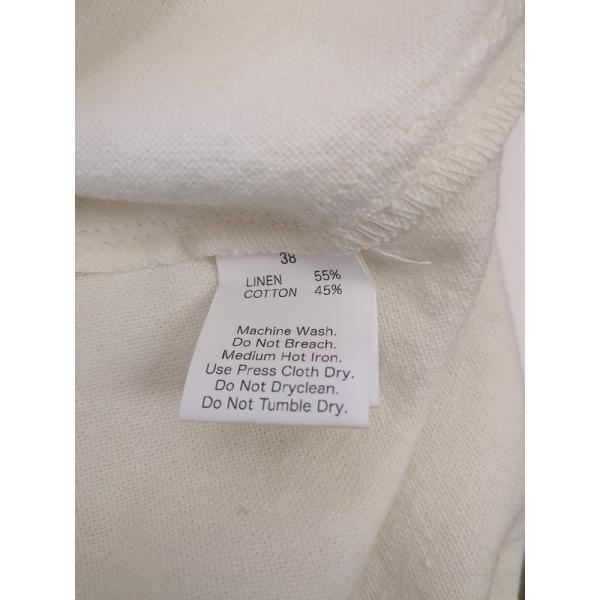 38
LINEN 55%
COTTON 45%
Machine Wash.
Do Not Breach.
Medium Hot Iron.
Use Press Cloth Dry.
Do Not Dryclean.
Do Not Tumble Dry.